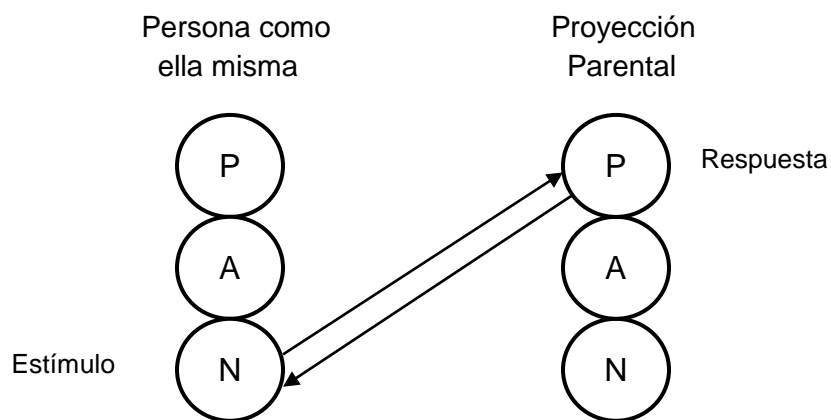 Persona como
ella misma
Proyección
Parental
P
P
Respuesta
A
A
Estímulo
N
N